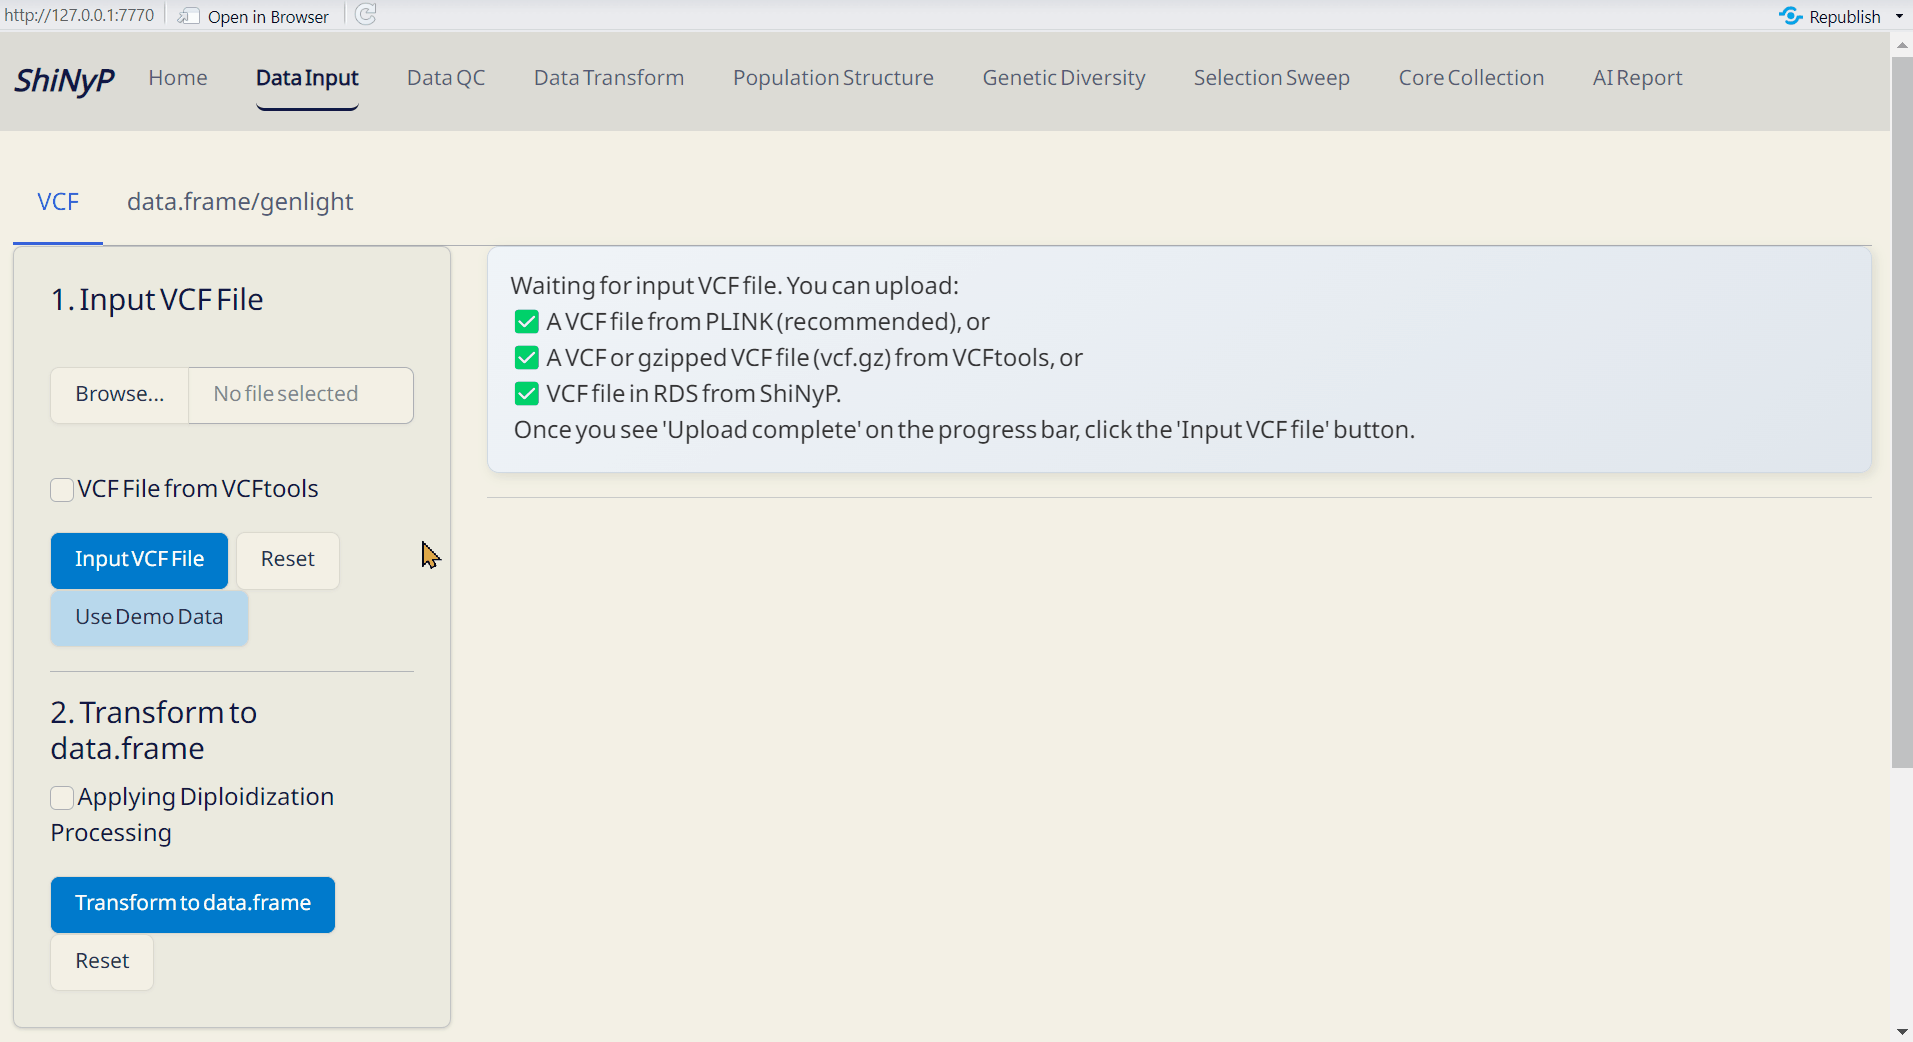 http://127.0.0.1:7770 Open in Browser Republish
ShiNyP Home Data Input Data QC Data Transform Population Structure Genetic Diversity Selection Sweep Core Collection AI Report
VCF data.frame/genlight
1. Input VCF File
Browse... No file selected
VCF File from VCFtools
Input VCF File Reset
Use Demo Data
2. Transform to
data.frame
Applying Diploidization
Processing
Transform to data.frame
Reset
Waiting for input VCF file. You can upload:
✅ A VCF file from PLINK (recommended), or
✅ A VCF or gzipped VCF file (vcf.gz) from VCFtools, or
✅ VCF file in RDS from ShiNyP.
Once you see 'Upload complete' on the progress bar, click the 'Input VCF file' button.